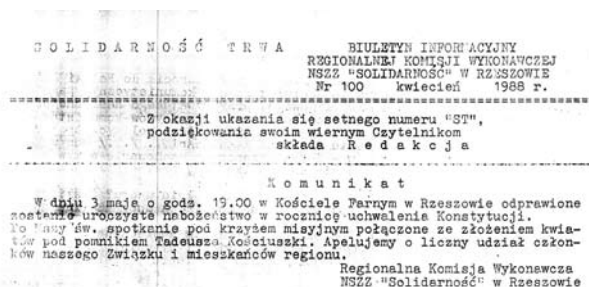 SOLIDARNOŚĆ TRWA
BIULETYN INFORMACYJNY
REGIONALNEJ KOMISJI WYKONAWCZEJ
NSZZ "SOLIDARNOŚĆ" W RZESZOWIE
Nr 100 kwiecień 1988 r.
Z okazji ukazania się setnego numeru "ST",
podziękowania swoim wiernym Czytelnikom
składa Redakcja
Komunikat
W dniu 3 maja o godz. 19.00 w Kościele Farnym w Rzeszowie odprawione
zostanie uroczyste nabożeństwo w rocznicę uchwalenia Konstytucji.
Po Mszy św. spotkanie pod krzyżem misyjnym połączone ze złożeniem kwia-
tów pod pomnikiem Tadeusza Kościuszki. Apelujemy o liczny udział człon-
ków naszego Związku i mieszkańców regionu.
Regionalna Komisja Wykonawcza
NSZZ "Solidarność" w Rzeszowie